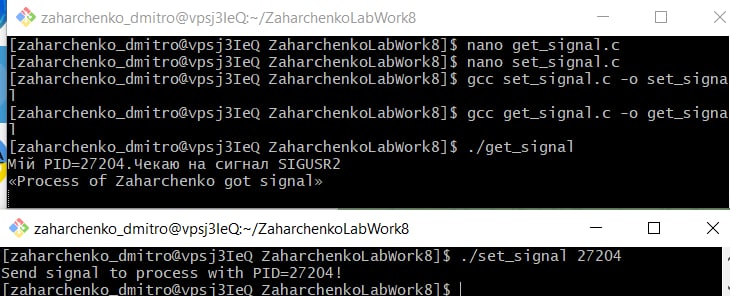 zaharchenko_dmitro@vpsj3IeQ:~/ZaharchenkoLabWork8
[zaharchenko_dmitro@vpsj3IeQ ZaharchenkoLabWork8]$ nano get_signal.c
[zaharchenko_dmitro@vpsj3IeQ ZaharchenkoLabWork8]$ nano set_signal.c
[zaharchenko_dmitro@vpsj3IeQ ZaharchenkoLabWork8]$ gcc set_signal.c -o set_signa
l
[zaharchenko_dmitro@vpsj3IeQ ZaharchenkoLabWork8]$ gcc get_signal.c -o get_signa
l
[zaharchenko_dmitro@vpsj3IeQ ZaharchenkoLabWork8]$ ./get_signal
Мій PID=27204.Чекаю на сигнал SIGUSR2
«Process of Zaharchenko got signal»
zaharchenko_dmitro@vpsj3IeQ:~/ZaharchenkoLabWork8
[zaharchenko_dmitro@vpsj3IeQ ZaharchenkoLabWork8]$ ./set_signal 27204
Send signal to process with PID=27204!
[zaharchenko_dmitro@vpsj3IeQ ZaharchenkoLabWork8]$